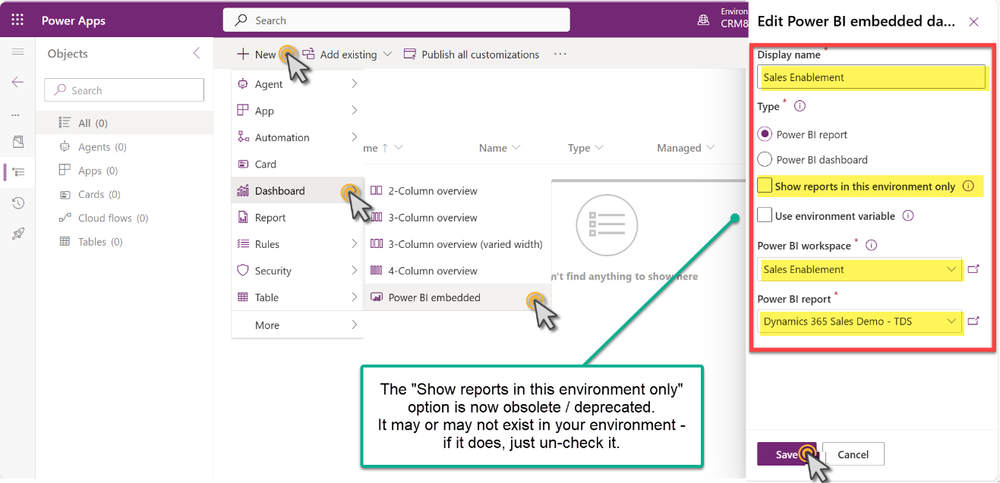 Power Apps
Search
Environ
CRM8
Edit Power BI embedded da...
Objects
Search
All (0)
Agents (0)
Apps (0)
Cards (0)
Cloud flows (0)
Tables (0)
New
Add existing
Publish all customizations
...
Agent
App
Automation
Card
Dashboard
Report
Rules
Security
Table
More
2-Column overview
3-Column overview
3-Column overview (varied width)
4-Column overview
Power BI embedded
me ↑
Name
Type
Managed
n't find anything to show here
The "Show reports in this environment only"
option is now obsolete / deprecated.
It may or may not exist in your environment -
if it does, just un-check it.
Display name *
Sales Enablement
Type *
Power BI report
Power BI dashboard
Show reports in this environment only
Use environment variable
Power BI workspace *
Sales Enablement
Power BI report *
Dynamics 365 Sales Demo - TDS
Save
Cancel